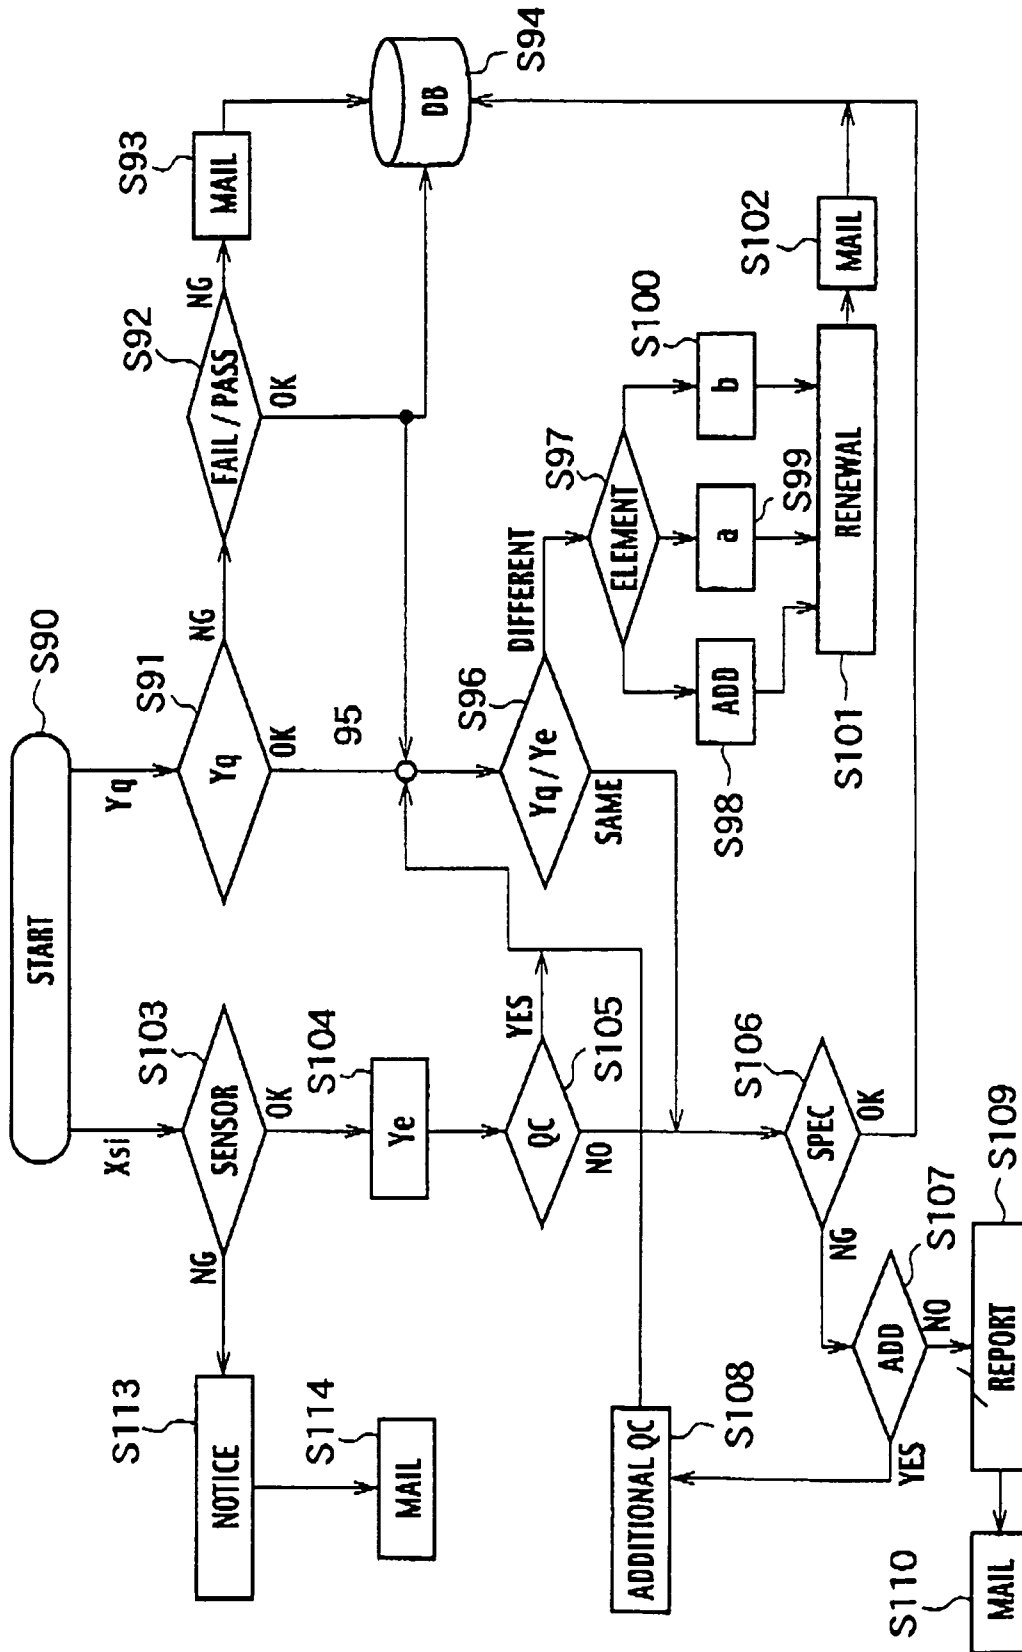 START
S90
Xsi
Yq
SENSOR
S103
NG
OK
NOTICE
S113
MAIL
S114
Ye
S104
QC
S105
YES
NO
Yq
S91
NG
OK
FAIL / PASS
S92
NG
OK
MAIL
S93
DB
S94
95
Yq / Ye
S96
DIFFERENT
SAME
ELEMENT
S97
ADD
S98
a
S99
b
S100
RENEWAL
S101
MAIL
S102
SPEC
S106
NG
OK
ADD
S107
YES
NO
ADDITIONAL QC
S108
REPORT
S109
MAIL
S110